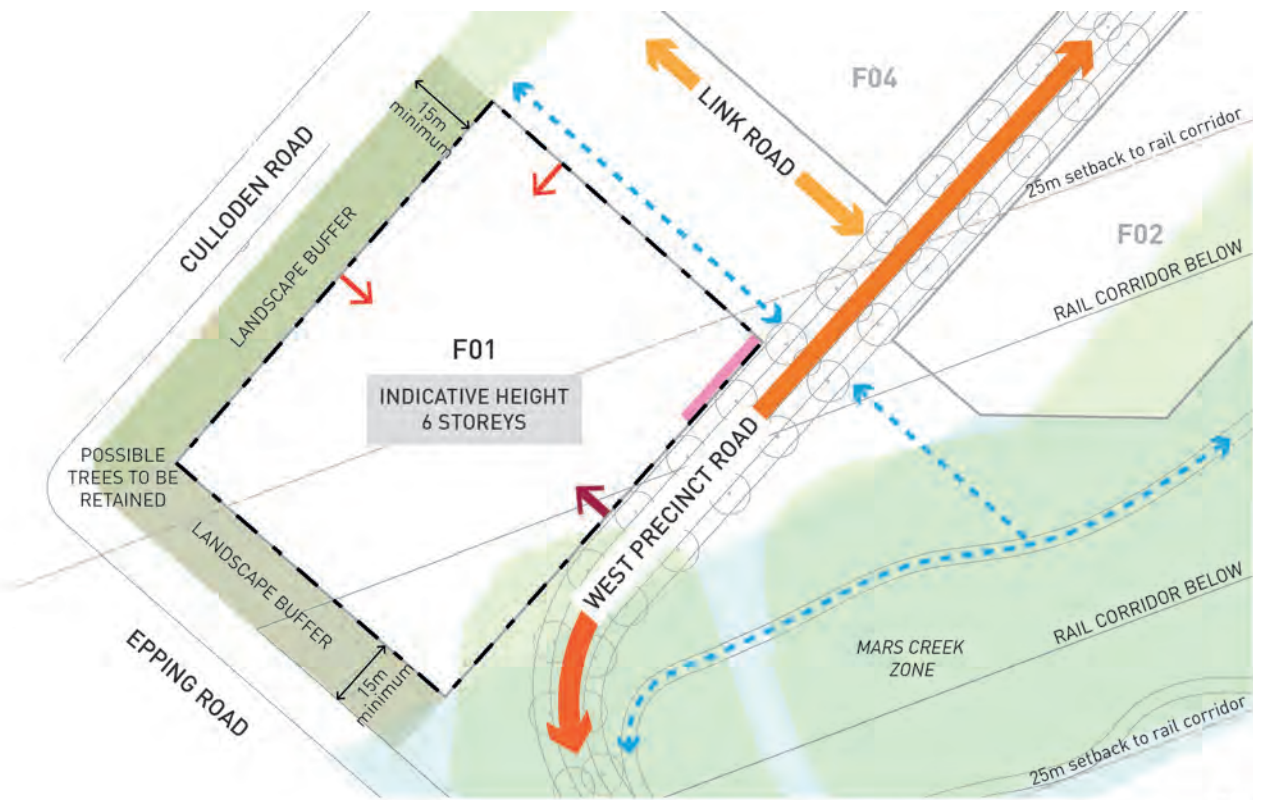 15m
minimum
CULLODEN ROAD
LANDSCAPE BUFFER
LINK ROAD
F04
25m setback to rail corridor
F02
RAIL CORRIDOR BELOW
F01
INDICATIVE HEIGHT
6 STOREYS
POSSIBLE
TREES TO BE
RETAINED
LANDSCAPE BUFFER
15m
minimum
EPPING ROAD
WEST PRECINCT ROAD
MARS CREEK
ZONE
RAIL CORRIDOR BELOW
25m setback to rail corridor